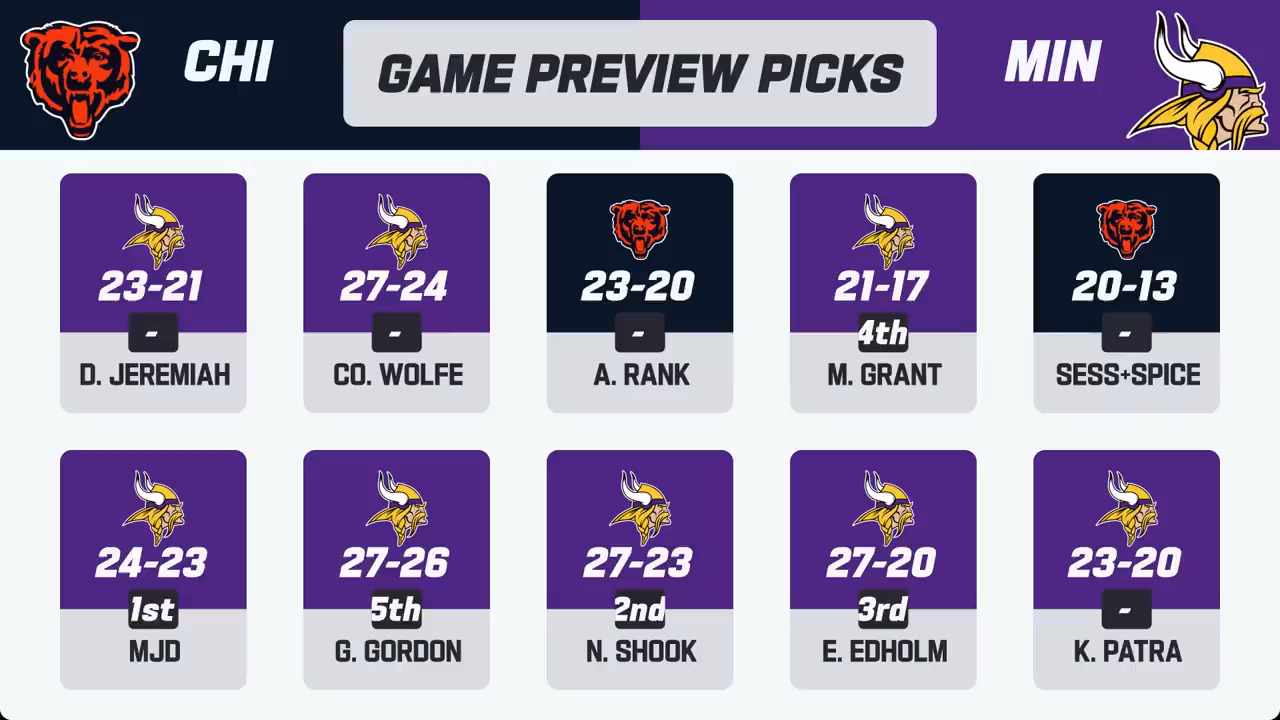 CHI
GAME PREVIEW PICKS
MIN
23-21
-
D. JEREMIAH
27-24
-
CO. WOLFE
23-20
-
A. RANK
21-17
4th
M. GRANT
20-13
-
SESS+SPICE
24-23
1st
MJD
27-26
5th
G. GORDON
27-23
2nd
N. SHOOK
27-20
3rd
E. EDHOLM
23-20
-
K. PATRA